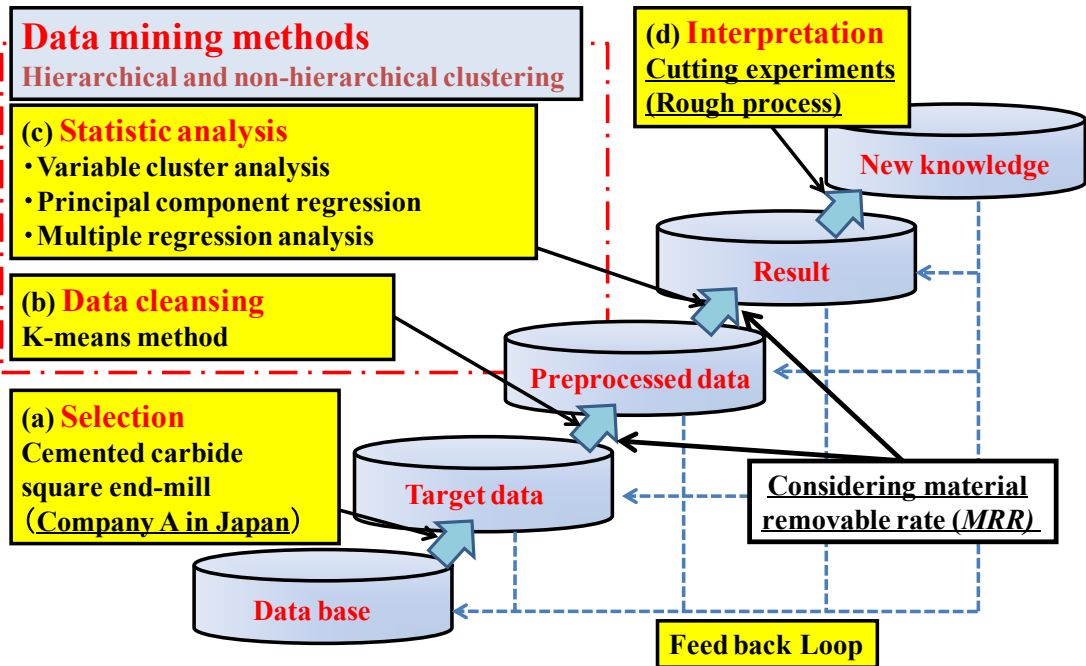 Data mining methods
Hierarchical and non-hierarchical clustering
(c) Statistic analysis
・Variable cluster analysis
・Principal component regression
・Multiple regression analysis
(b) Data cleansing
K-means method
(a) Selection
Cemented carbide
square end-mill
（Company A in Japan）
(d) Interpretation
Cutting experiments
(Rough process)
New knowledge
Result
Preprocessed data
Target data
Data base
Considering material
removable rate (MRR)
Feed back Loop